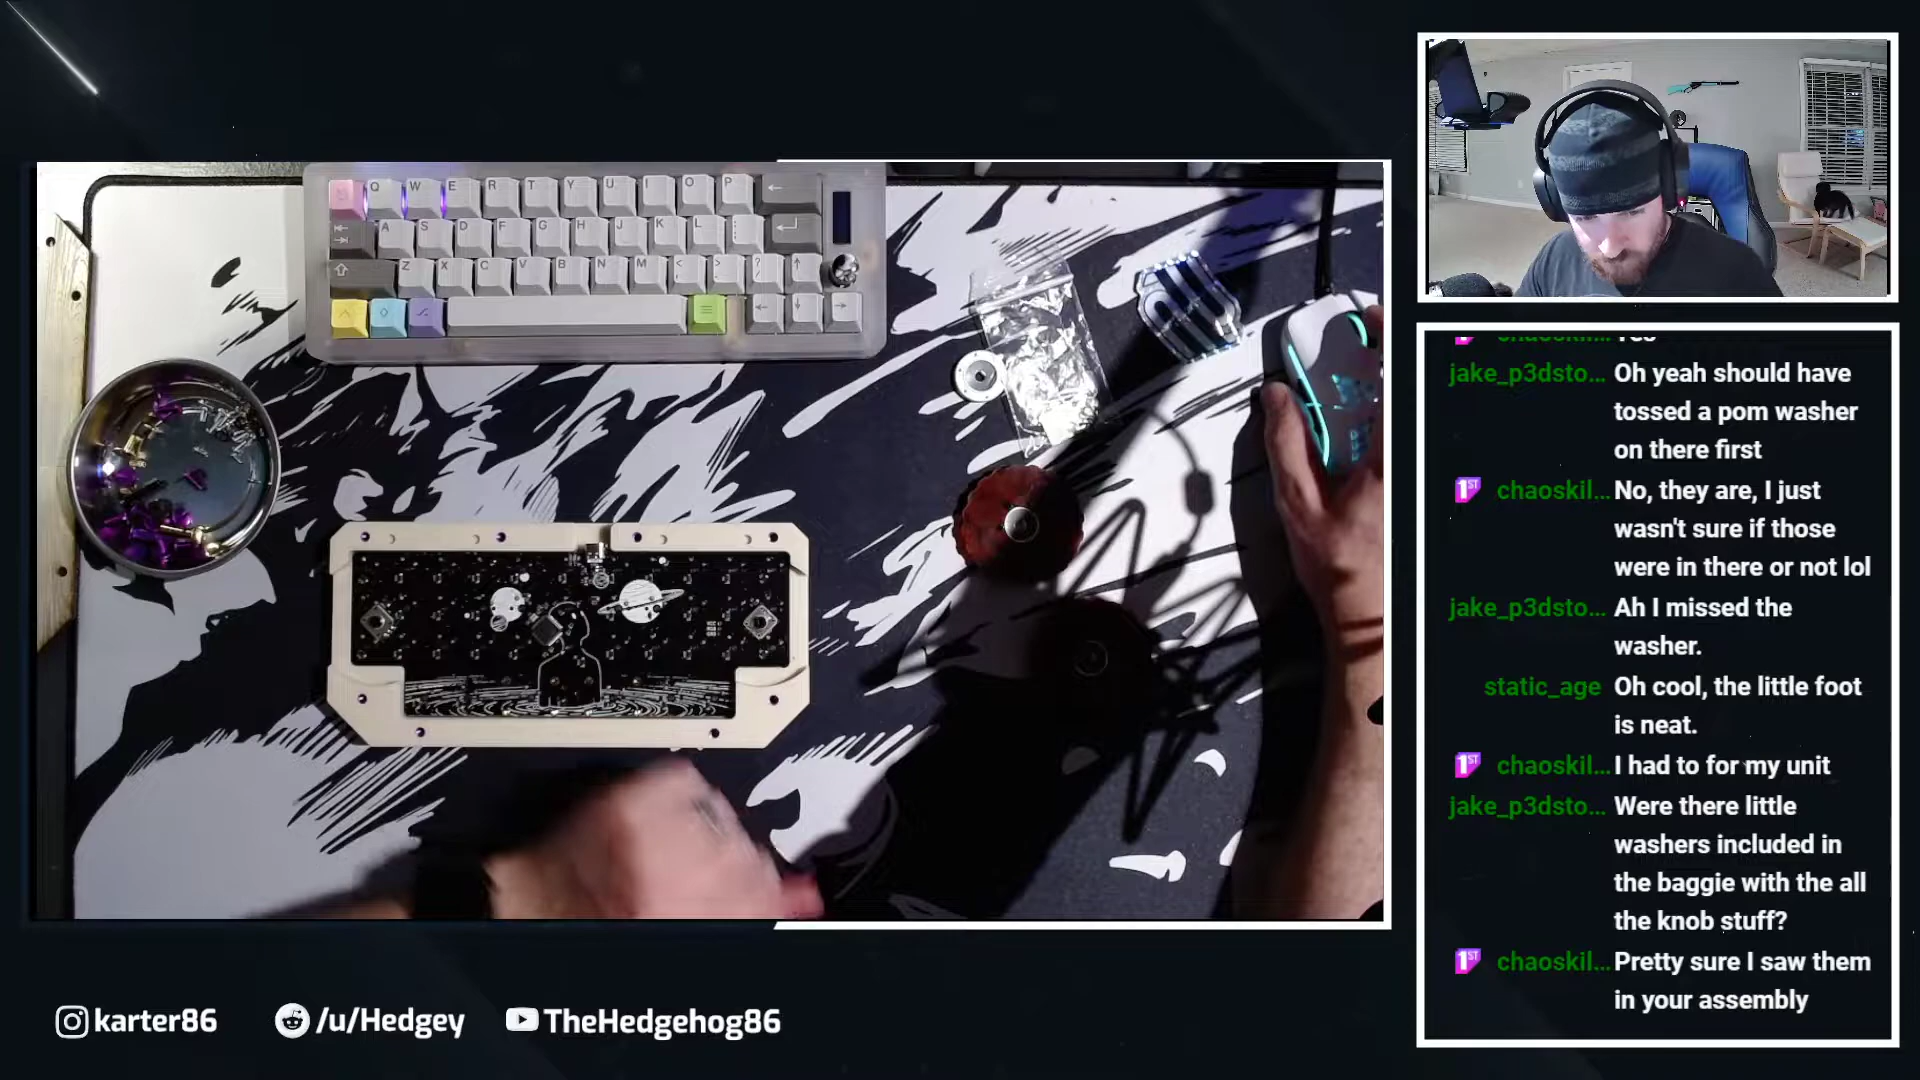 Q W E R T Y U I O P
A S D F G H J K L
Z X C V B N M < > ?
jake_p3dsto... Oh yeah should have
tossed a pom washer
on there first
1ST chaoskil... No, they are, I just
wasn't sure if those
were in there or not lol
jake_p3dsto... Ah I missed the
washer.
static_age Oh cool, the little foot
is neat.
1ST chaoskil... I had to for my unit
jake_p3dsto... Were there little
washers included in
the baggie with the all
the knob stuff?
1ST chaoskil... Pretty sure I saw them
in your assembly
karter86 /u/Hedgey TheHedgehog86